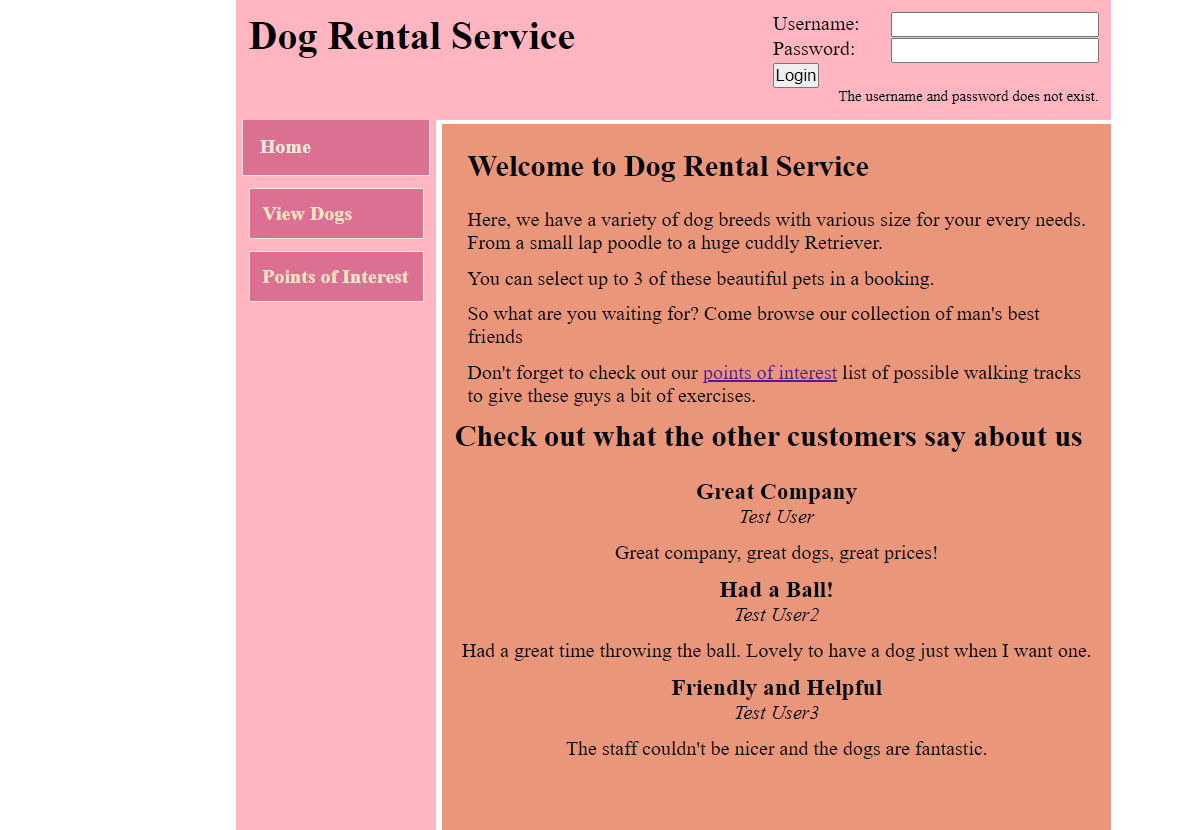 Dog Rental Service
Username:
Password:
Login
The username and password does not exist.
Home
View Dogs
Points of Interest
Welcome to Dog Rental Service
Here, we have a variety of dog breeds with various size for your every needs.
From a small lap poodle to a huge cuddly Retriever.
You can select up to 3 of these beautiful pets in a booking.
So what are you waiting for? Come browse our collection of man's best
friends
Don't forget to check out our points of interest list of possible walking tracks
to give these guys a bit of exercises.
Check out what the other customers say about us
Great Company
Test User
Great company, great dogs, great prices!
Had a Ball!
Test User2
Had a great time throwing the ball. Lovely to have a dog just when I want one.
Friendly and Helpful
Test User3
The staff couldn't be nicer and the dogs are fantastic.